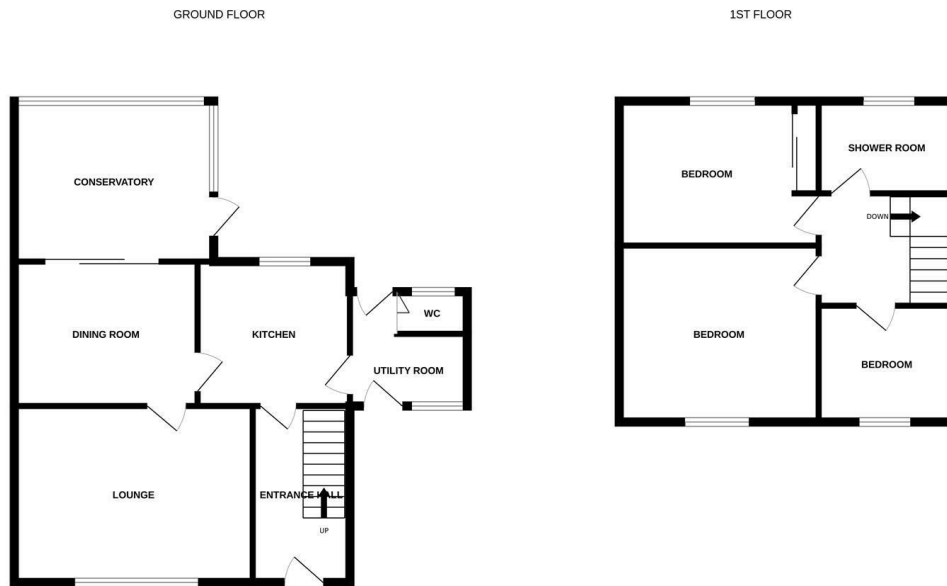 GROUND FLOOR
1ST FLOOR
CONSERVATORY
DINING ROOM
KITCHEN
WC
UTILITY ROOM
LOUNGE
ENTRANCE HALL
UP
BEDROOM
SHOWER ROOM
DOWN
BEDROOM
BEDROOM